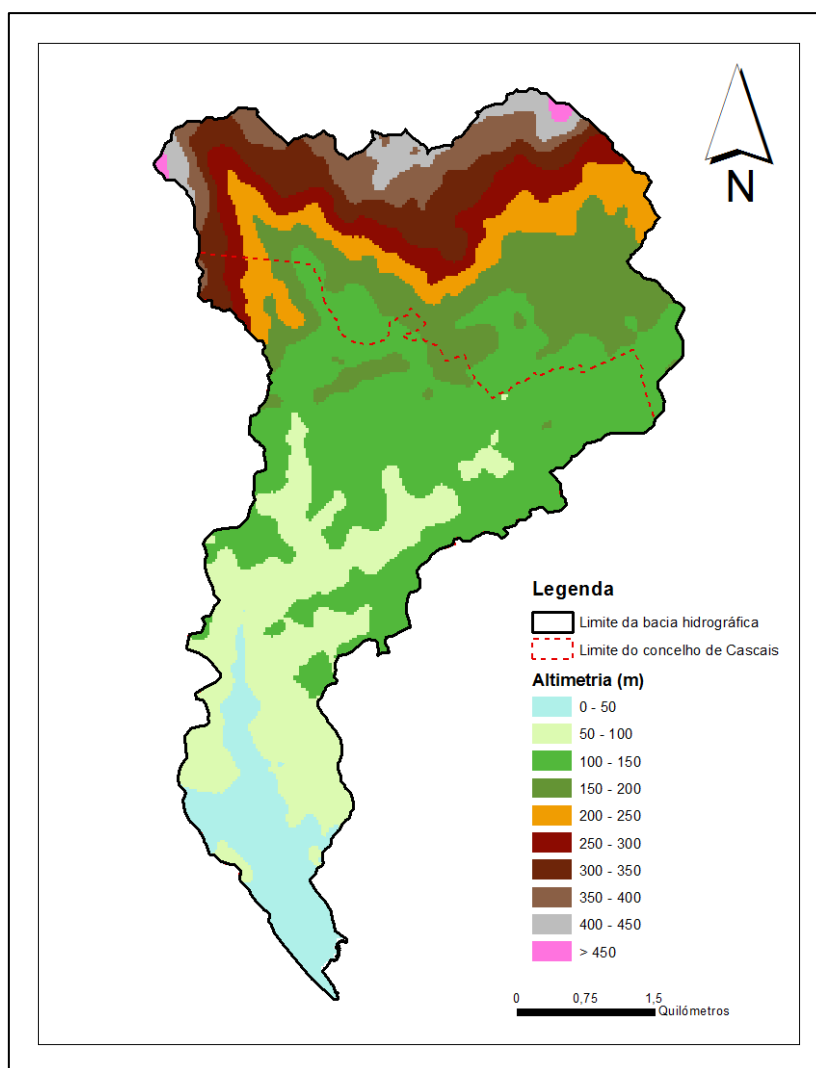 N
Legenda
Limite da bacia hidrográfica
Limite do concelho de Cascais
Altimetria (m)
0 - 50
50 - 100
100 - 150
150 - 200
200 - 250
250 - 300
300 - 350
350 - 400
400 - 450
> 450
0 0,75 1,5
Quilómetros